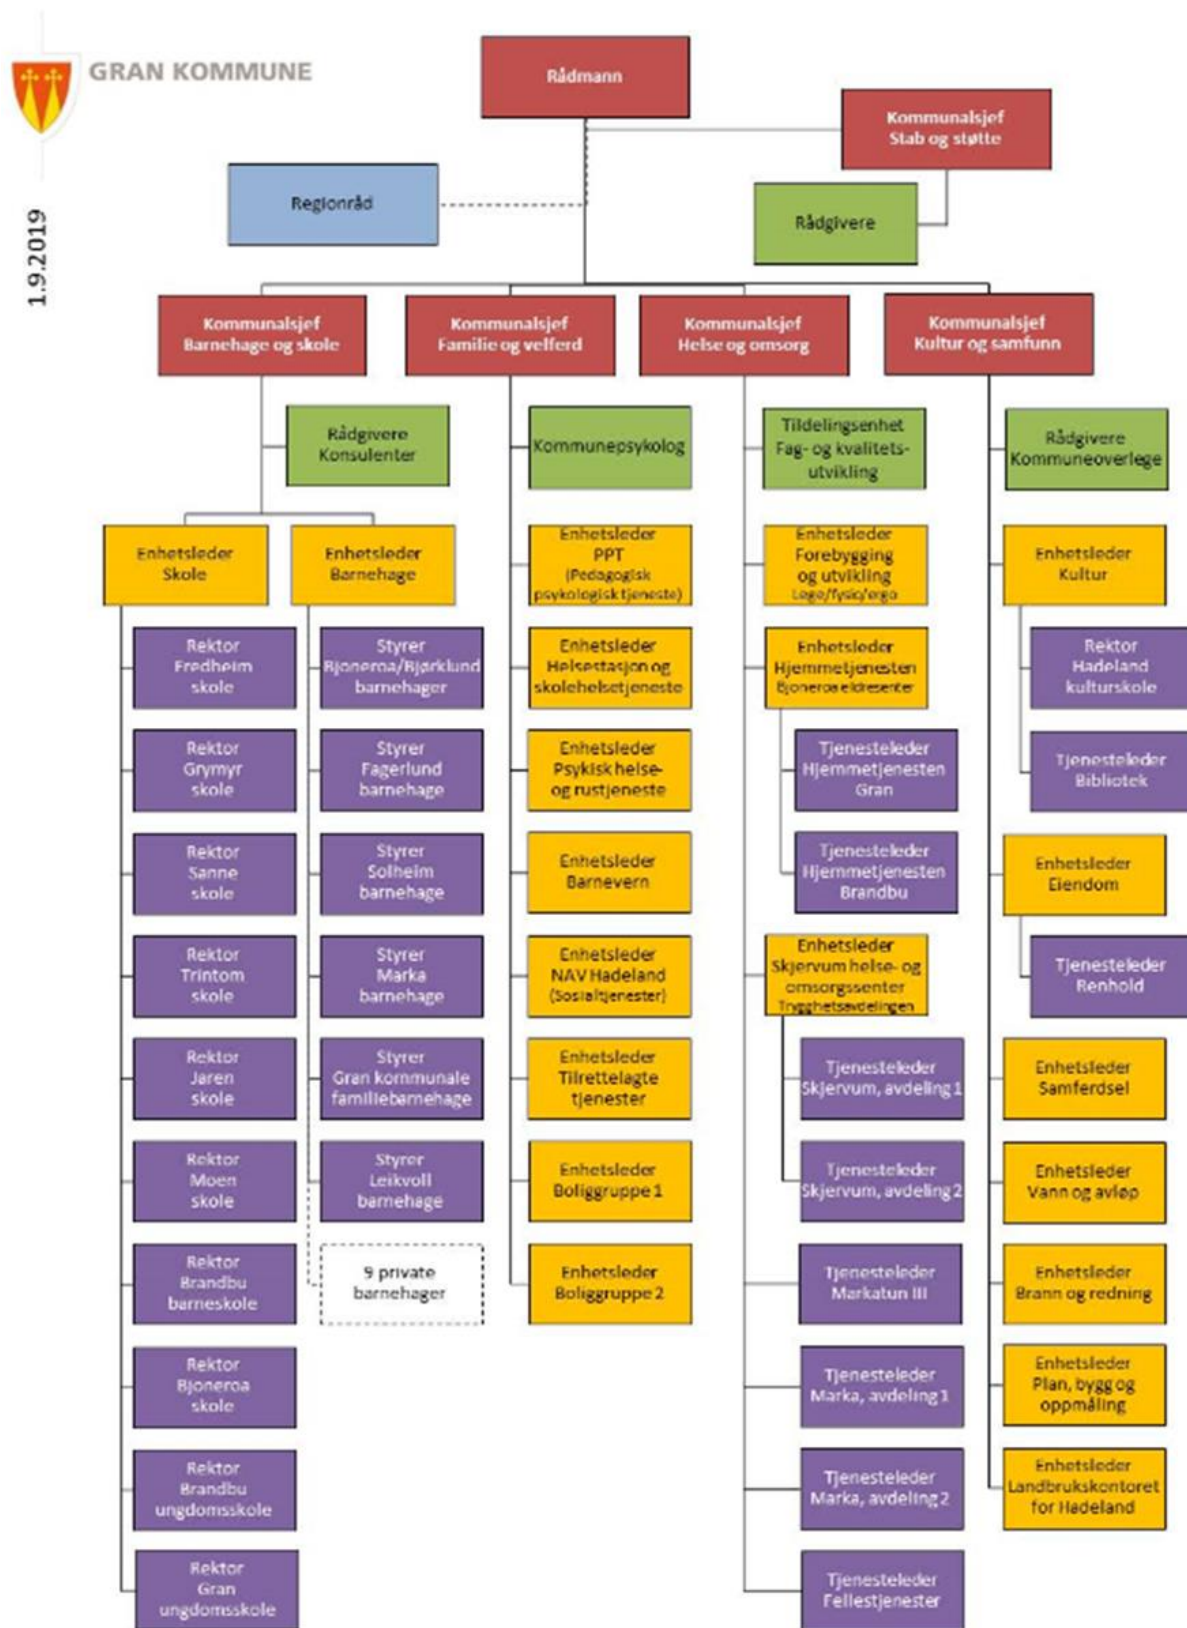 GRAN KOMMUNE
1.9.2019
Rådmann
Kommunalsjef
Stab og støtte
Regionråd
Rådgivere
Kommunalsjef
Barnehage og skole
Kommunalsjef
Familie og velferd
Kommunalsjef
Helse og omsorg
Kommunalsjef
Kultur og samfunn
Rådgivere
Konsulenter
Kommunepsykolog
Tildelingsenhet
Fag- og kvalitets-
utvikling
Rådgivere
Kommuneoverlege
Enhetsleder
Skole
Rektor
Fredheim
skole
Rektor
Grymyr
skole
Rektor
Sanne
skole
Rektor
Trintom
skole
Rektor
Jaren
skole
Rektor
Moen
skole
Rektor
Brandbu
barneskole
Rektor
Bjoneroa
skole
Rektor
Brandbu
ungdomsskole
Rektor
Gran
ungdomsskole
Enhetsleder
Barnehage
Styrer
Bjoneroa/Bjørklund
barnehager
Styrer
Fagerlund
barnehage
Styrer
Solheim
barnehage
Styrer
Marka
barnehage
Styrer
Gran kommunale
familiebarnehage
Styrer
Leikvoll
barnehage
9 private
barnehager
Enhetsleder
PPT
(Pedagogisk
psykologisk tjeneste)
Enhetsleder
Helsestasjon og
skolehelsetjeneste
Enhetsleder
Psykisk helse-
og rustjeneste
Enhetsleder
Barnevern
Enhetsleder
NAV Hadeland
(Sosialtjenester)
Enhetsleder
Tilrettelagte
tjenester
Enhetsleder
Boliggruppe 1
Enhetsleder
Boliggruppe 2
Enhetsleder
Forebygging
og utvikling
Lege/fysio/ergo
Enhetsleder
Hjemmetjenesten
Bjoneroa eldresenter
Tjenesteleder
Hjemmetjenesten
Gran
Tjenesteleder
Hjemmetjenesten
Brandbu
Enhetsleder
Skjervum helse- og
omsorgssenter
Trygghetsavdelingen
Tjenesteleder
Skjervum, avdeling 1
Tjenesteleder
Skjervum, avdeling 2
Tjenesteleder
Markatun III
Tjenesteleder
Marka, avdeling 1
Tjenesteleder
Marka, avdeling 2
Tjenesteleder
Fellestjenester
Enhetsleder
Kultur
Rektor
Hadeland
kulturskole
Tjenesteleder
Bibliotek
Enhetsleder
Eiendom
Tjenesteleder
Renhold
Enhetsleder
Samferdsel
Enhetsleder
Vann og avløp
Enhetsleder
Brann og redning
Enhetsleder
Plan, bygg og
oppmåling
Enhetsleder
Landbrukskontoret
for Hadeland